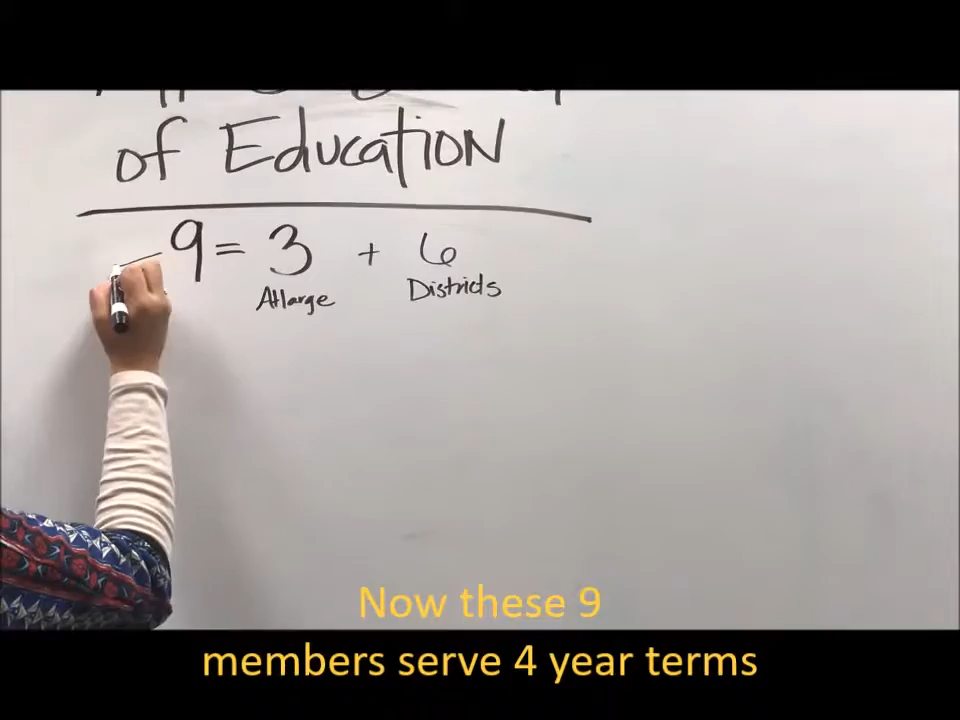 of Education
9 = 3 + 6
Atlarge Districts
Now these 9
members serve 4 year terms